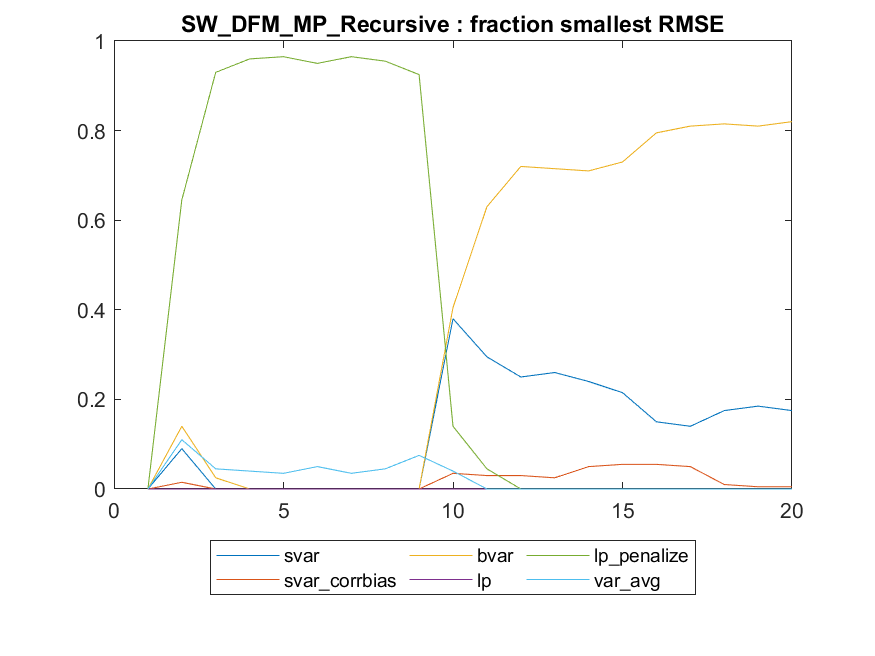 SW_DFM_MP_Recursive : fraction smallest RMSE
1
0.8
0.6
0.4
0.2
0
0 5 10 15 20
svar bvar lp_penalize
svar_corrbias lp var_avg